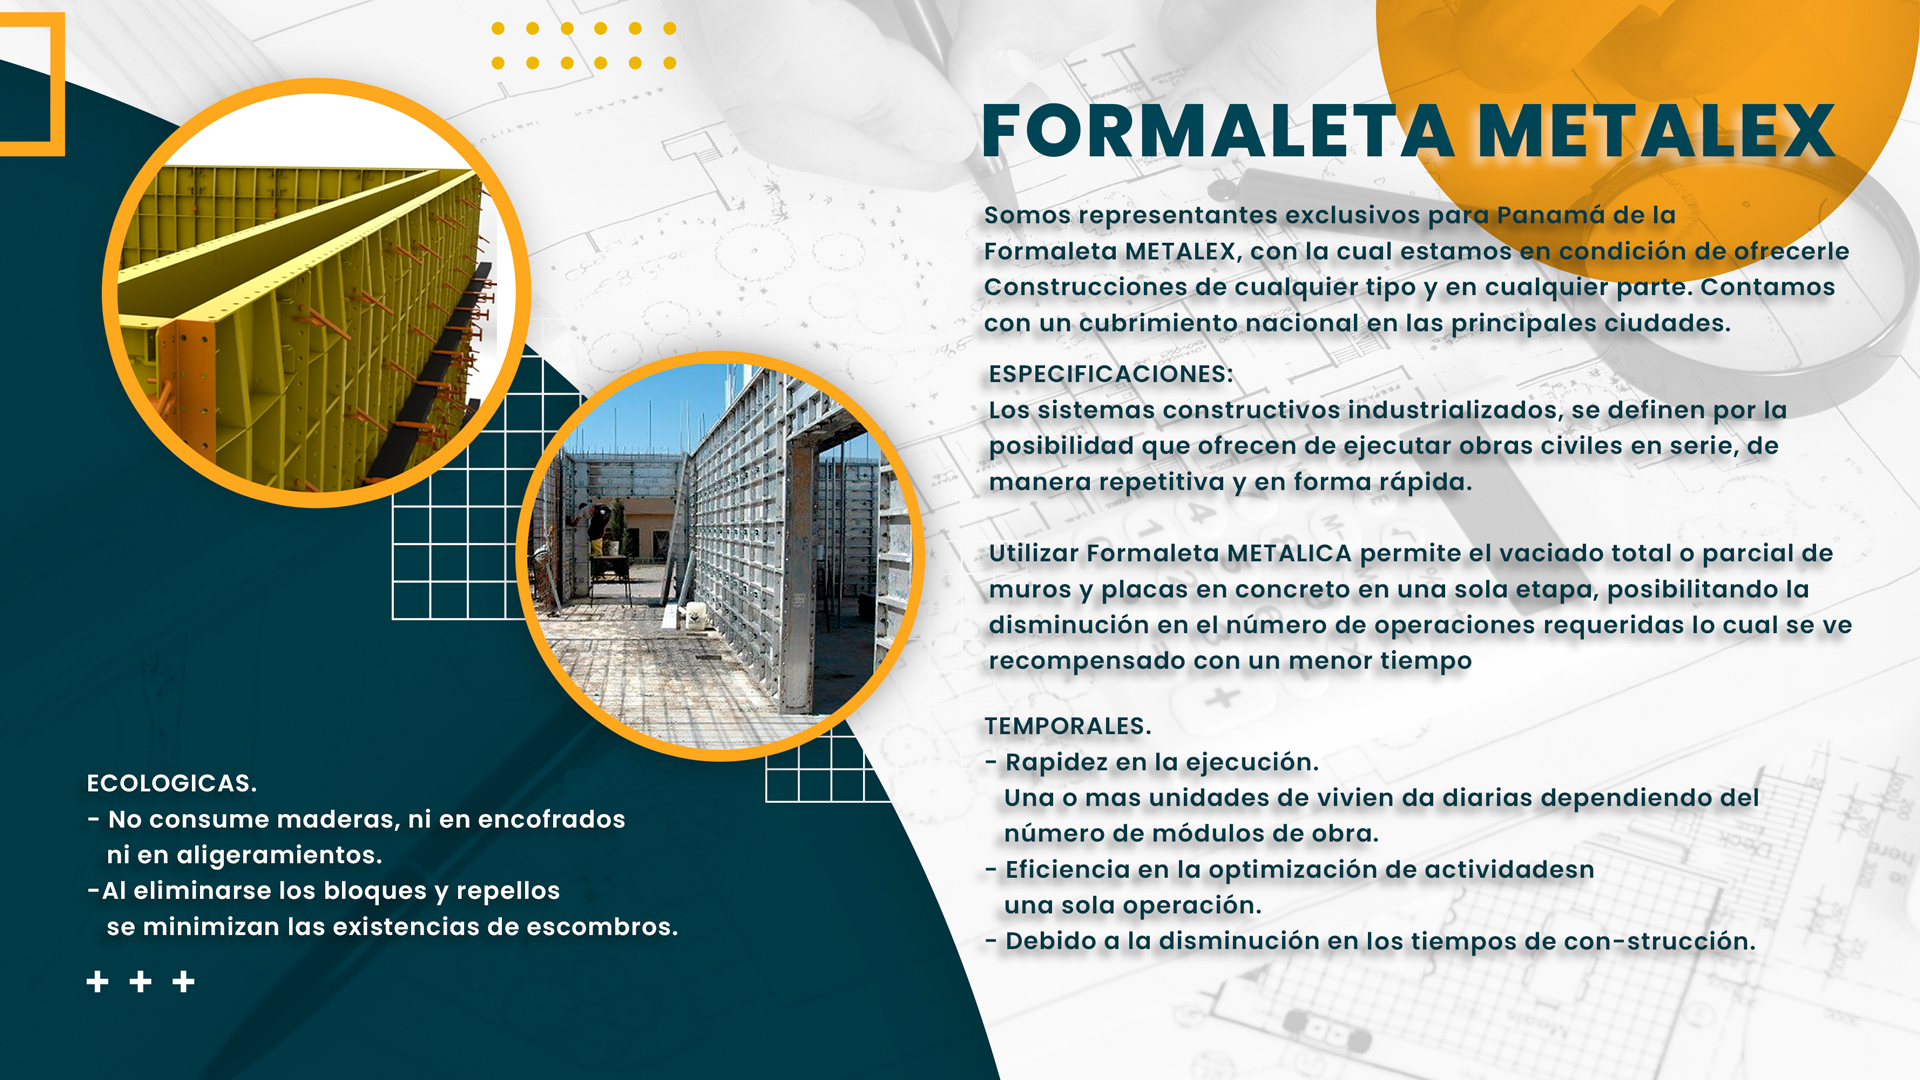 FORMALETA METALEX
Somos representantes exclusivos para Panamá de la
Formaleta METALEX, con la cual estamos en condición de ofrecerle
Construcciones de cualquier tipo y en cualquier parte. Contamos
con un cubrimiento nacional en las principales ciudades.
ESPECIFICACIONES:
Los sistemas constructivos industrializados, se definen por la
posibilidad que ofrecen de ejecutar obras civiles en serie, de
manera repetitiva y en forma rápida.
Utilizar Formaleta METALICA permite el vaciado total o parcial de
muros y placas en concreto en una sola etapa, posibilitando la
disminución en el número de operaciones requeridas lo cual se ve
recompensado con un menor tiempo
TEMPORALES.
- Rapidez en la ejecución.
Una o mas unidades de vivien da diarias dependiendo del
número de módulos de obra.
- Eficiencia en la optimización de actividadesn
una sola operación.
- Debido a la disminución en los tiempos de con-strucción.
ECOLOGICAS.
- No consume maderas, ni en encofrados
ni en aligeramientos.
-Al eliminarse los bloques y repellos
se minimizan las existencias de escombros.